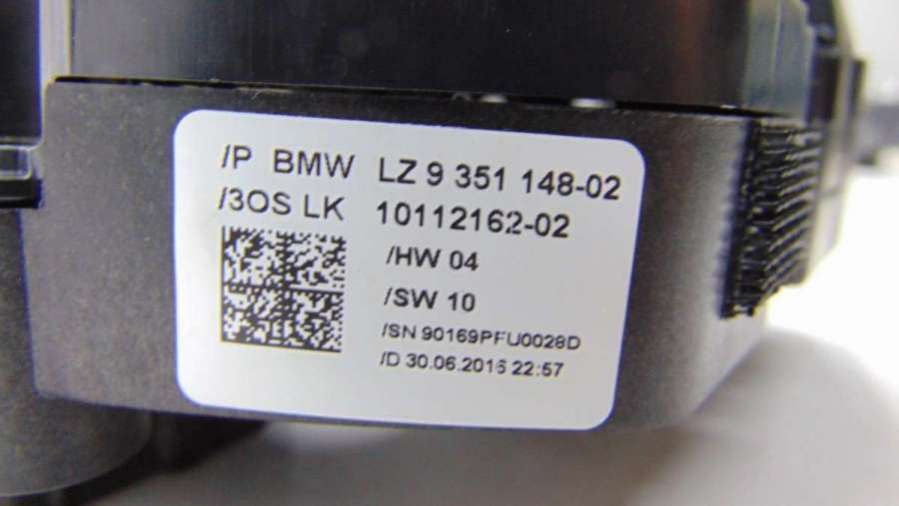 /P BMW LZ 9 351 148-02
/3OS LK 10112162-02
/HW 04
/SW 10
/SN 90169PFU0028D
/D 30.06.2016 22:57